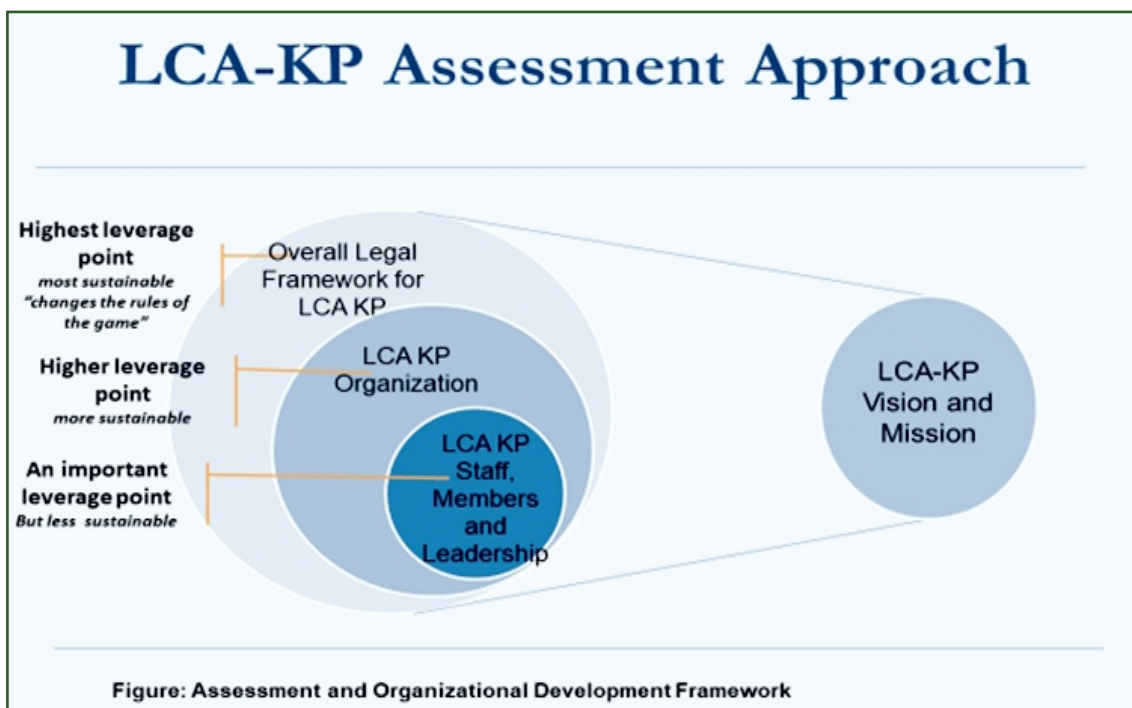 LCA-KP Assessment Approach
Highest leverage
point
most sustainable
"changes the rules of
the game"
Overall Legal
Framework for
LCA KP
Higher leverage
point
more sustainable
LCA KP
Organization
An important
leverage point
But less sustainable
LCA KP
Staff,
Members
and
Leadership
LCA-KP
Vision and
Mission
Figure: Assessment and Organizational Development Framework